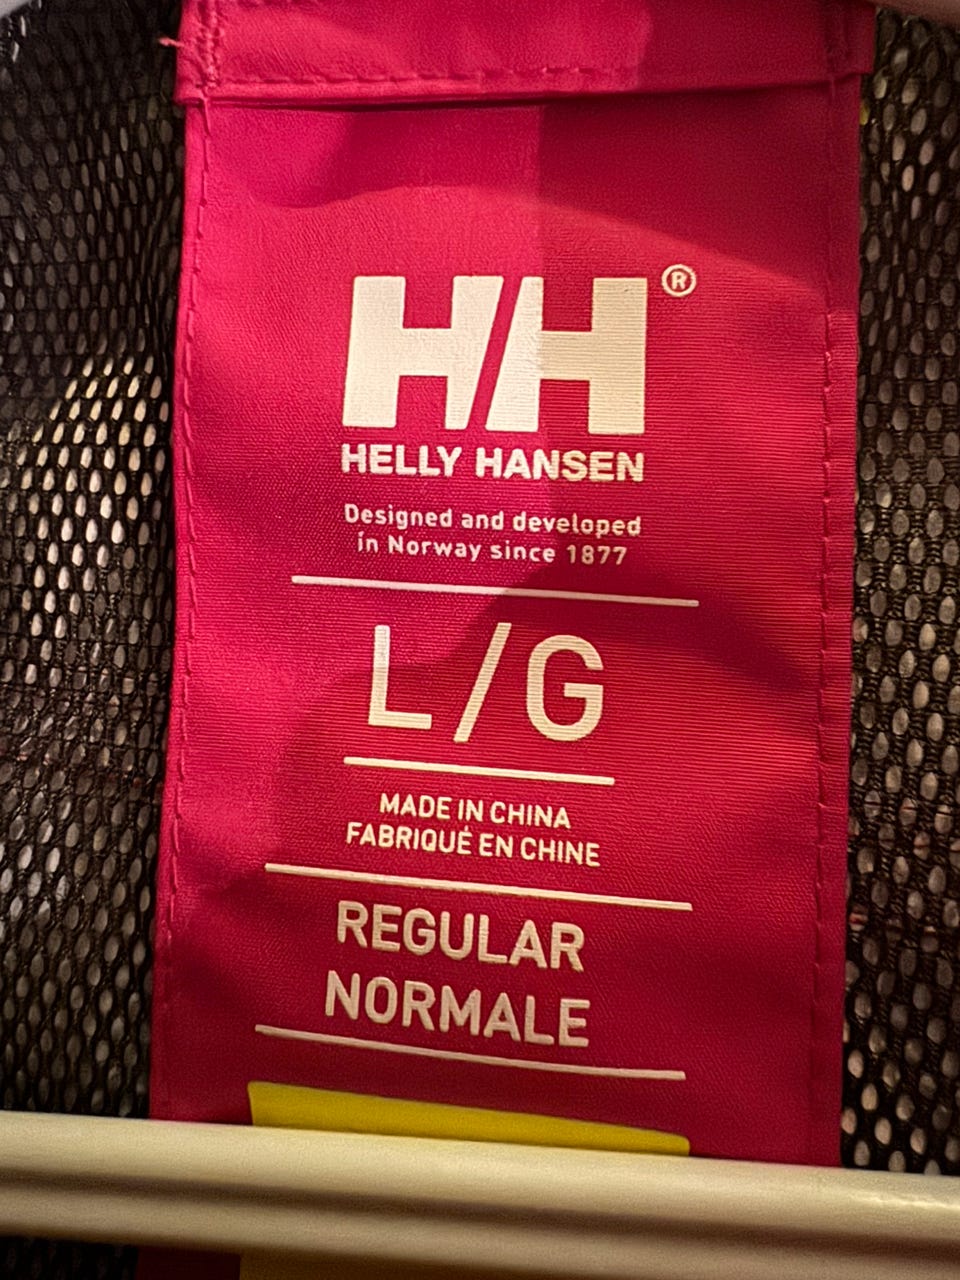 HH®
HELLY HANSEN
Designed and developed
in Norway since 1877
L/G
MADE IN CHINA
FABRIQUÉ EN CHINE
REGULAR
NORMALE